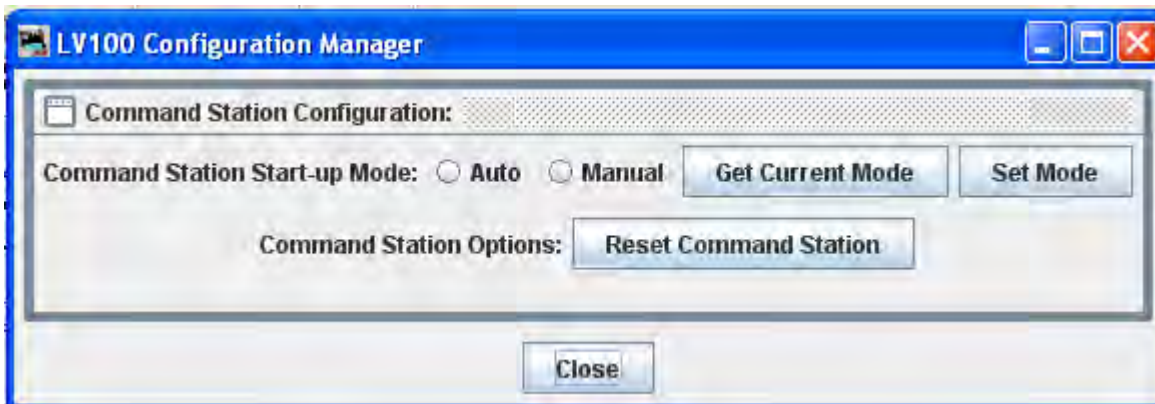 LV100 Configuration Manager
Command Station Configuration:
Command Station Start-up Mode: Auto Manual Get Current Mode Set Mode
Command Station Options: Reset Command Station
Close